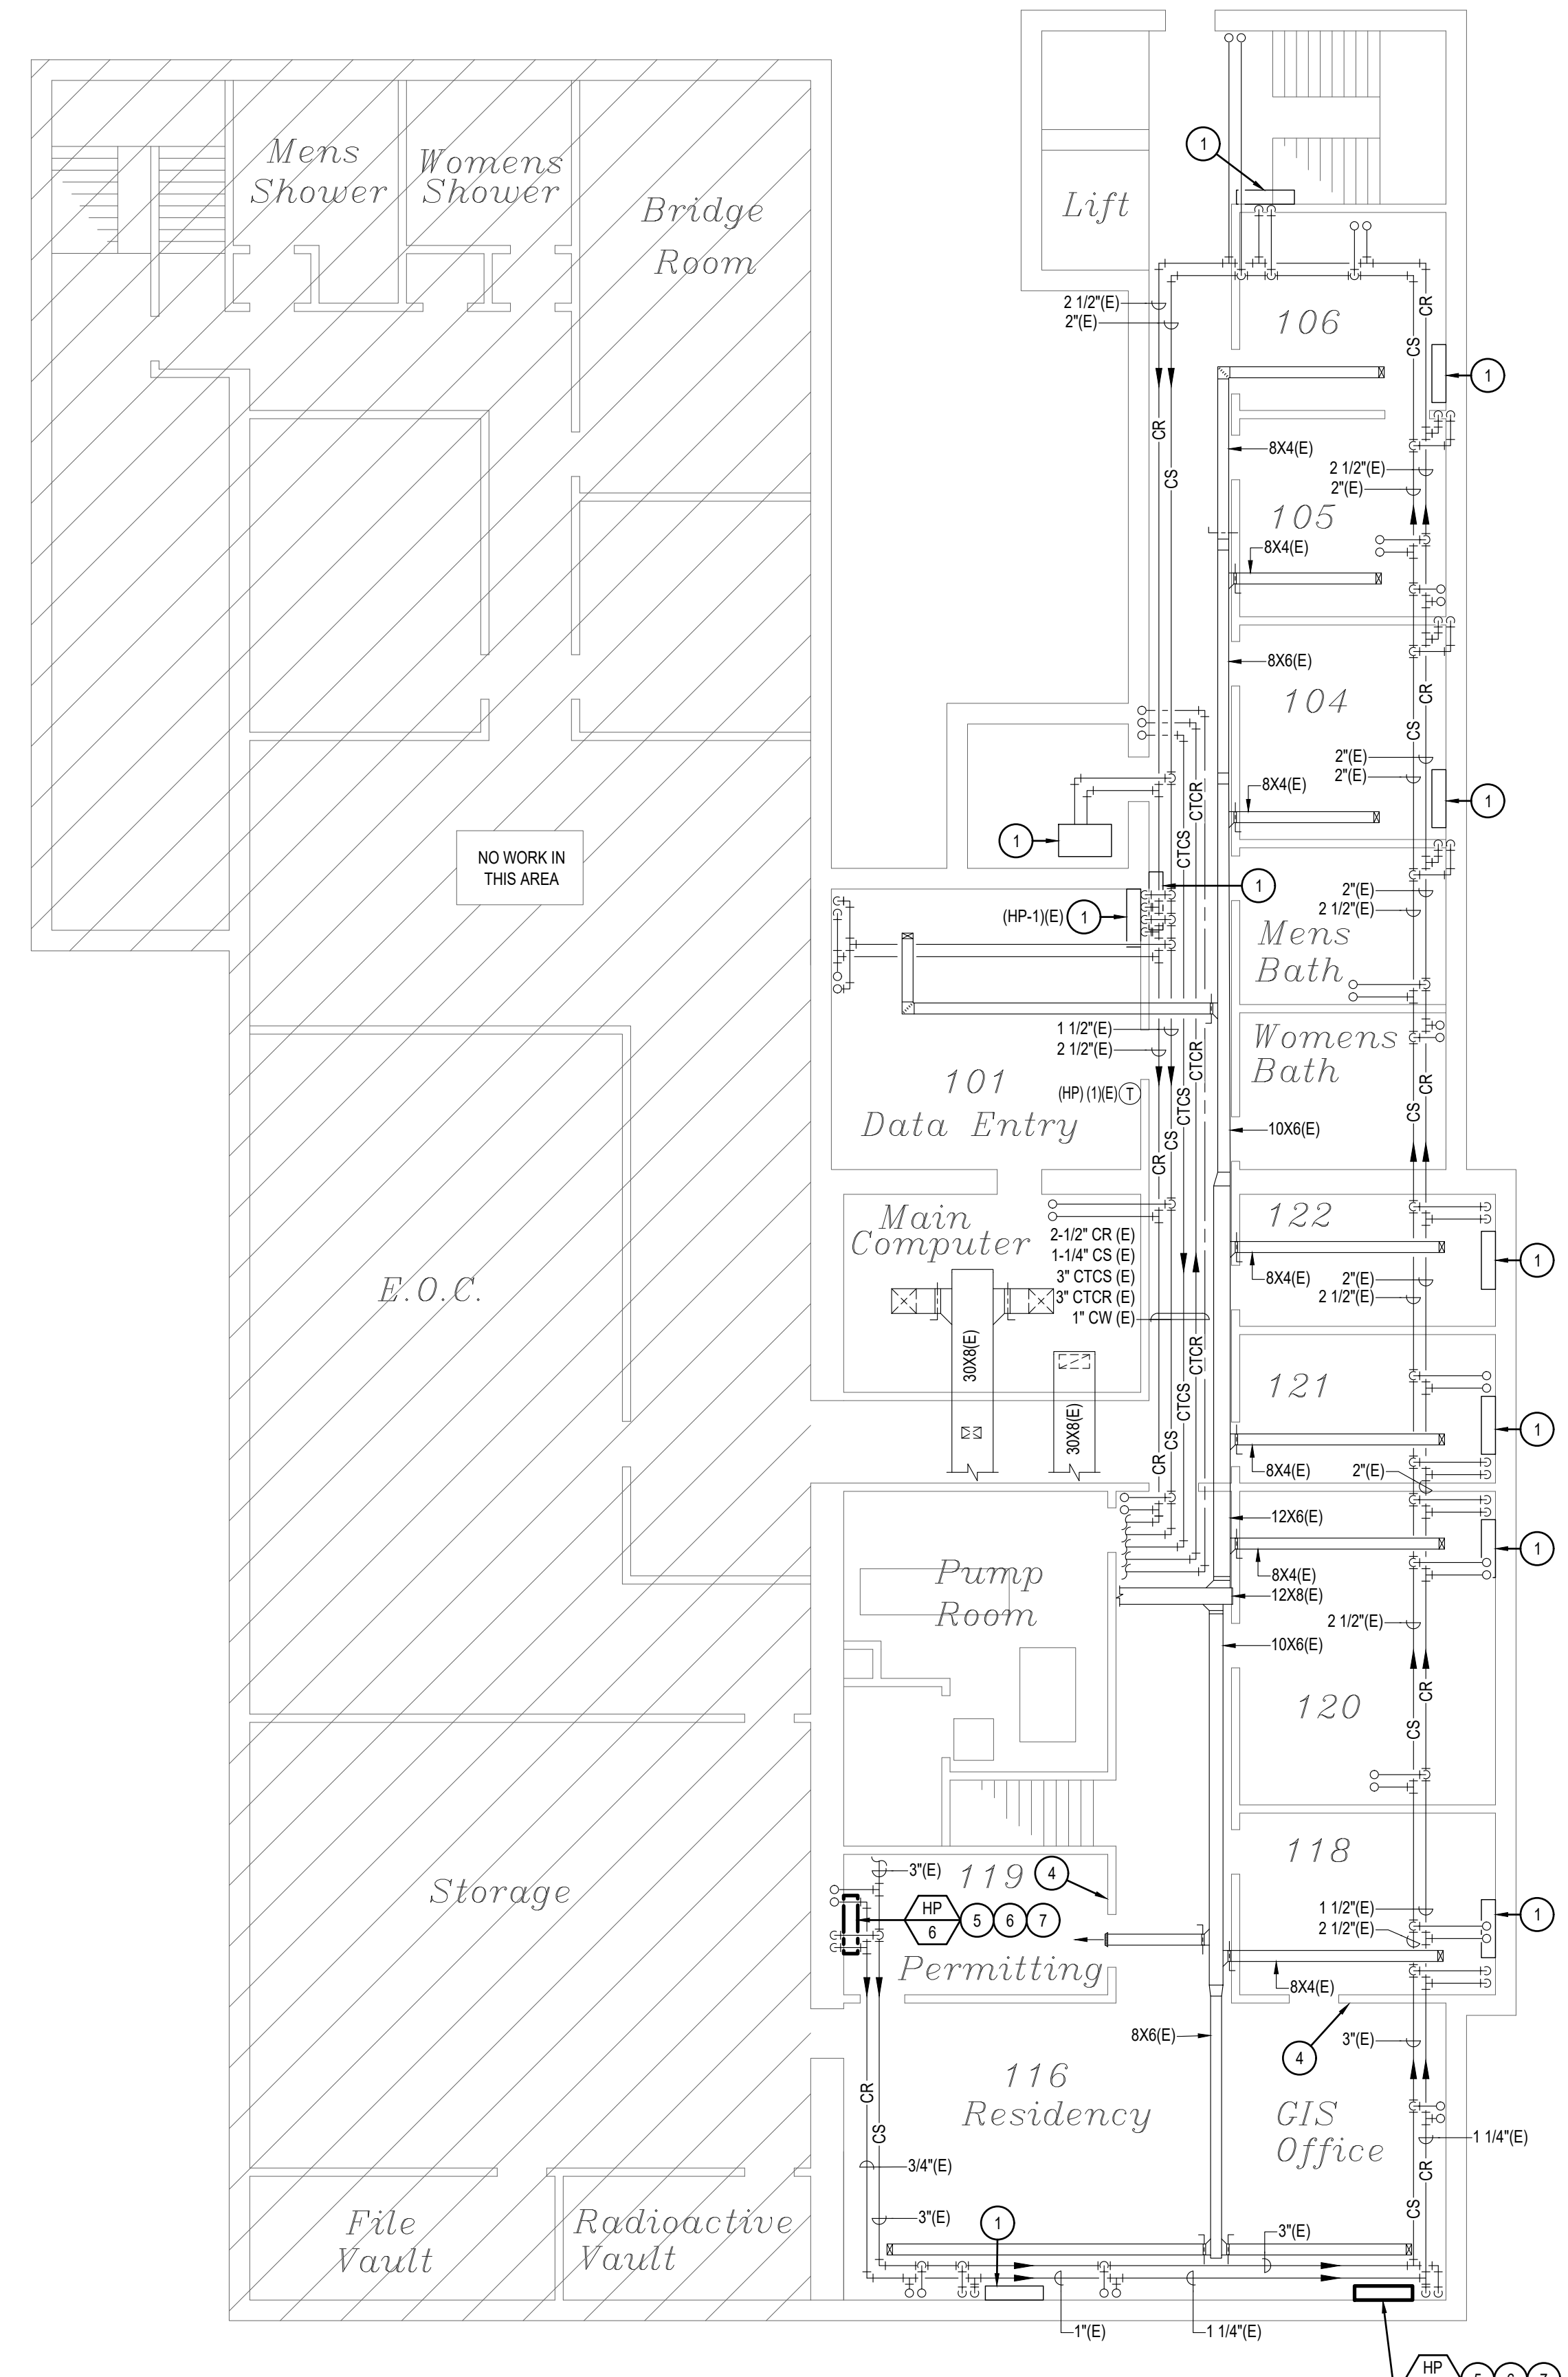 Mens
Shower
Womens
Shower
Bridge
Room
Lift
1
106
2 1/2"(E)
2"(E)
CR
CS
1
CR
CS
8X4(E)
2 1/2"(E)
2"(E)
105
8X4(E)
8X6(E)
104
CR
CS
CTCR
CTCS
2"(E)
2"(E)
8X4(E)
1
1
NO WORK IN
THIS AREA
1
(HP-1)(E)
1
2"(E)
2 1/2"(E)
Mens
Bath
1 1/2"(E)
2 1/2"(E)
CTCR
Womens
Bath
101
Data Entry
(HP) (1)(E)
T
CTCS
CS
CR
CR
CS
10X6(E)
Main
Computer
122
2-1/2" CR (E)
1-1/4" CS (E)
3" CTCS (E)
3" CTCR (E)
1" CW (E)
8X4(E)
2"(E)
2 1/2"(E)
1
E.O.C.
30X8(E)
30X8(E)
CTCR
CTCS
CS
CR
121
1
8X4(E)
2"(E)
12X6(E)
1
8X4(E)
12X8(E)
Pump
Room
2 1/2"(E)
10X6(E)
CR
CS
120
118
3"(E)
119
4
Storage
HP
6
5
6
7
1 1/2"(E)
2 1/2"(E)
1
Permitting
8X4(E)
8X6(E)
3"(E)
4
116
Residency
CR
CS
GIS
Office
1 1/4"(E)
CR
CS
3/4"(E)
3"(E)
1
3"(E)
File
Vault
Radioactive
Vault
1"(E)
1 1/4"(E)
HP